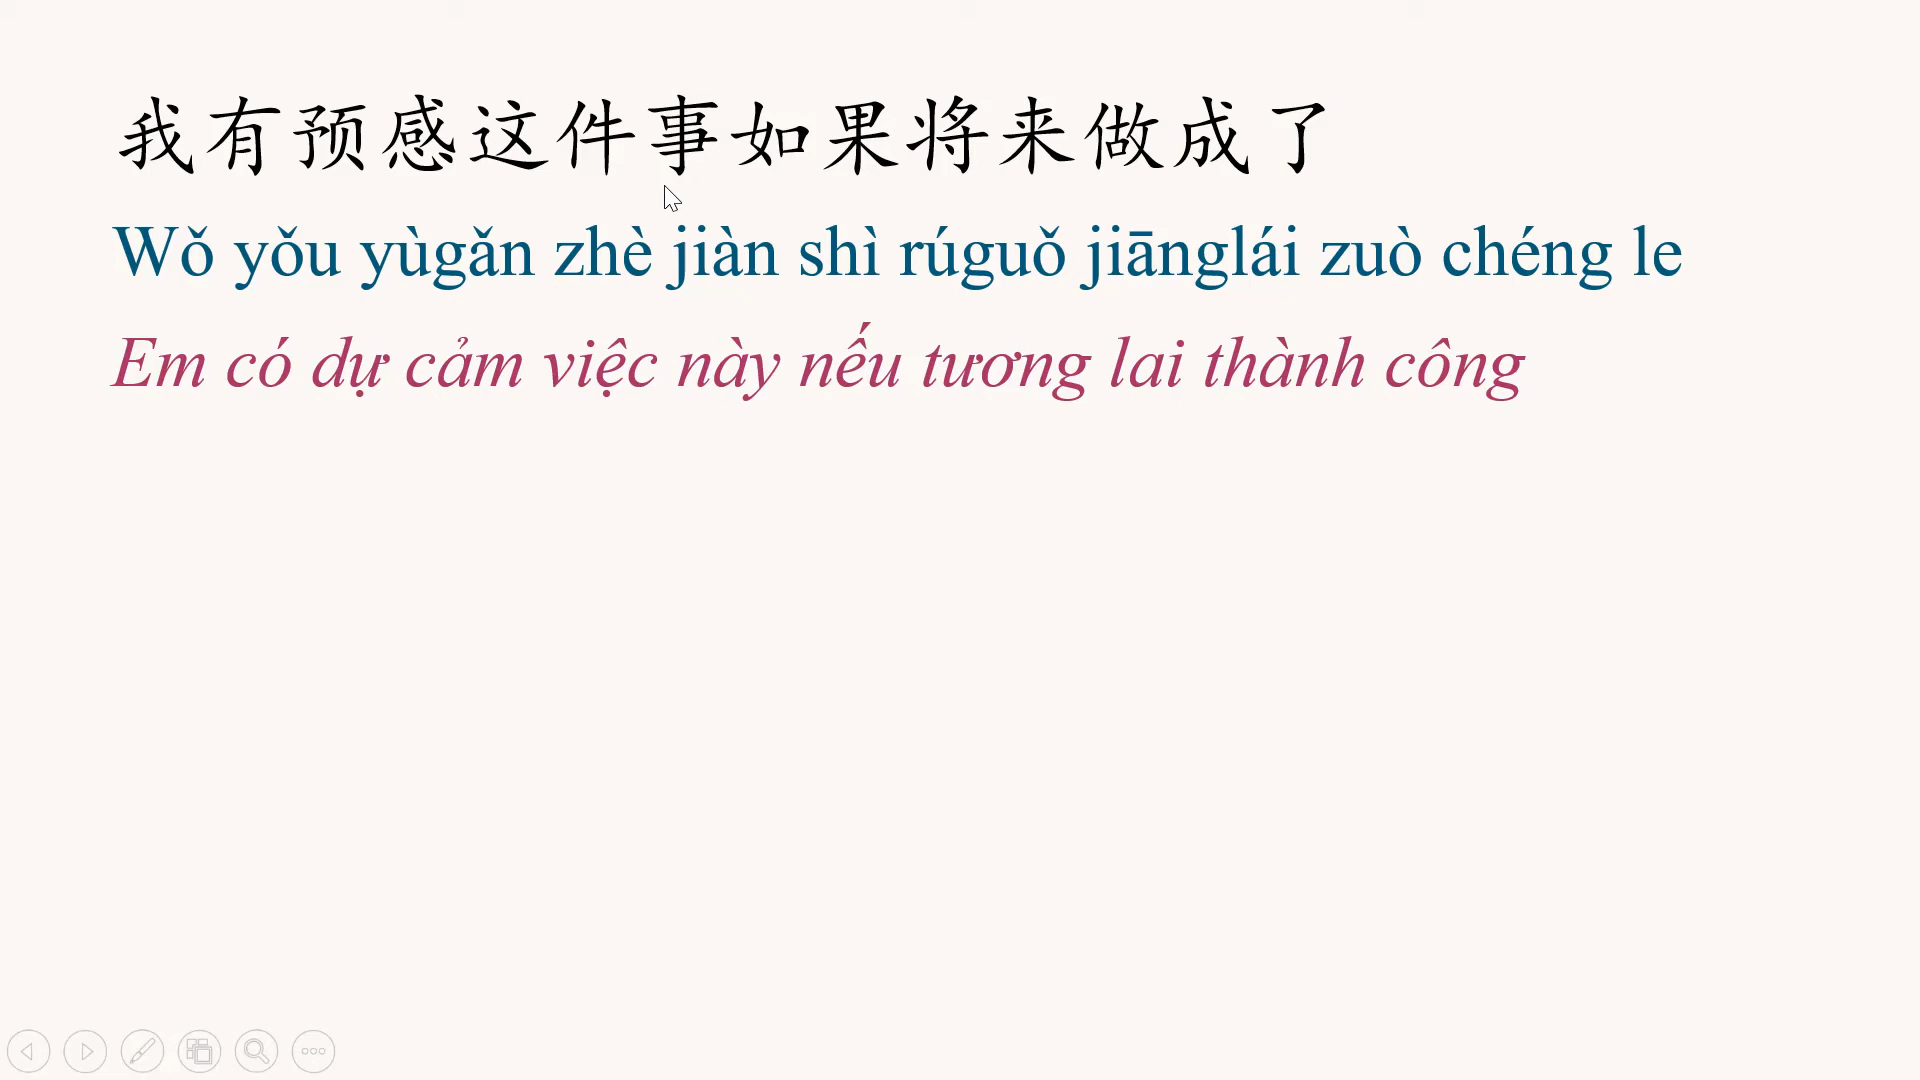 我有预感这件事如果将来做成了
Wǒ yǒu yùgǎn zhè jiàn shì rúguǒ jiānglái zuò chéng le
Em có dự cảm việc này nếu tương lai thành công